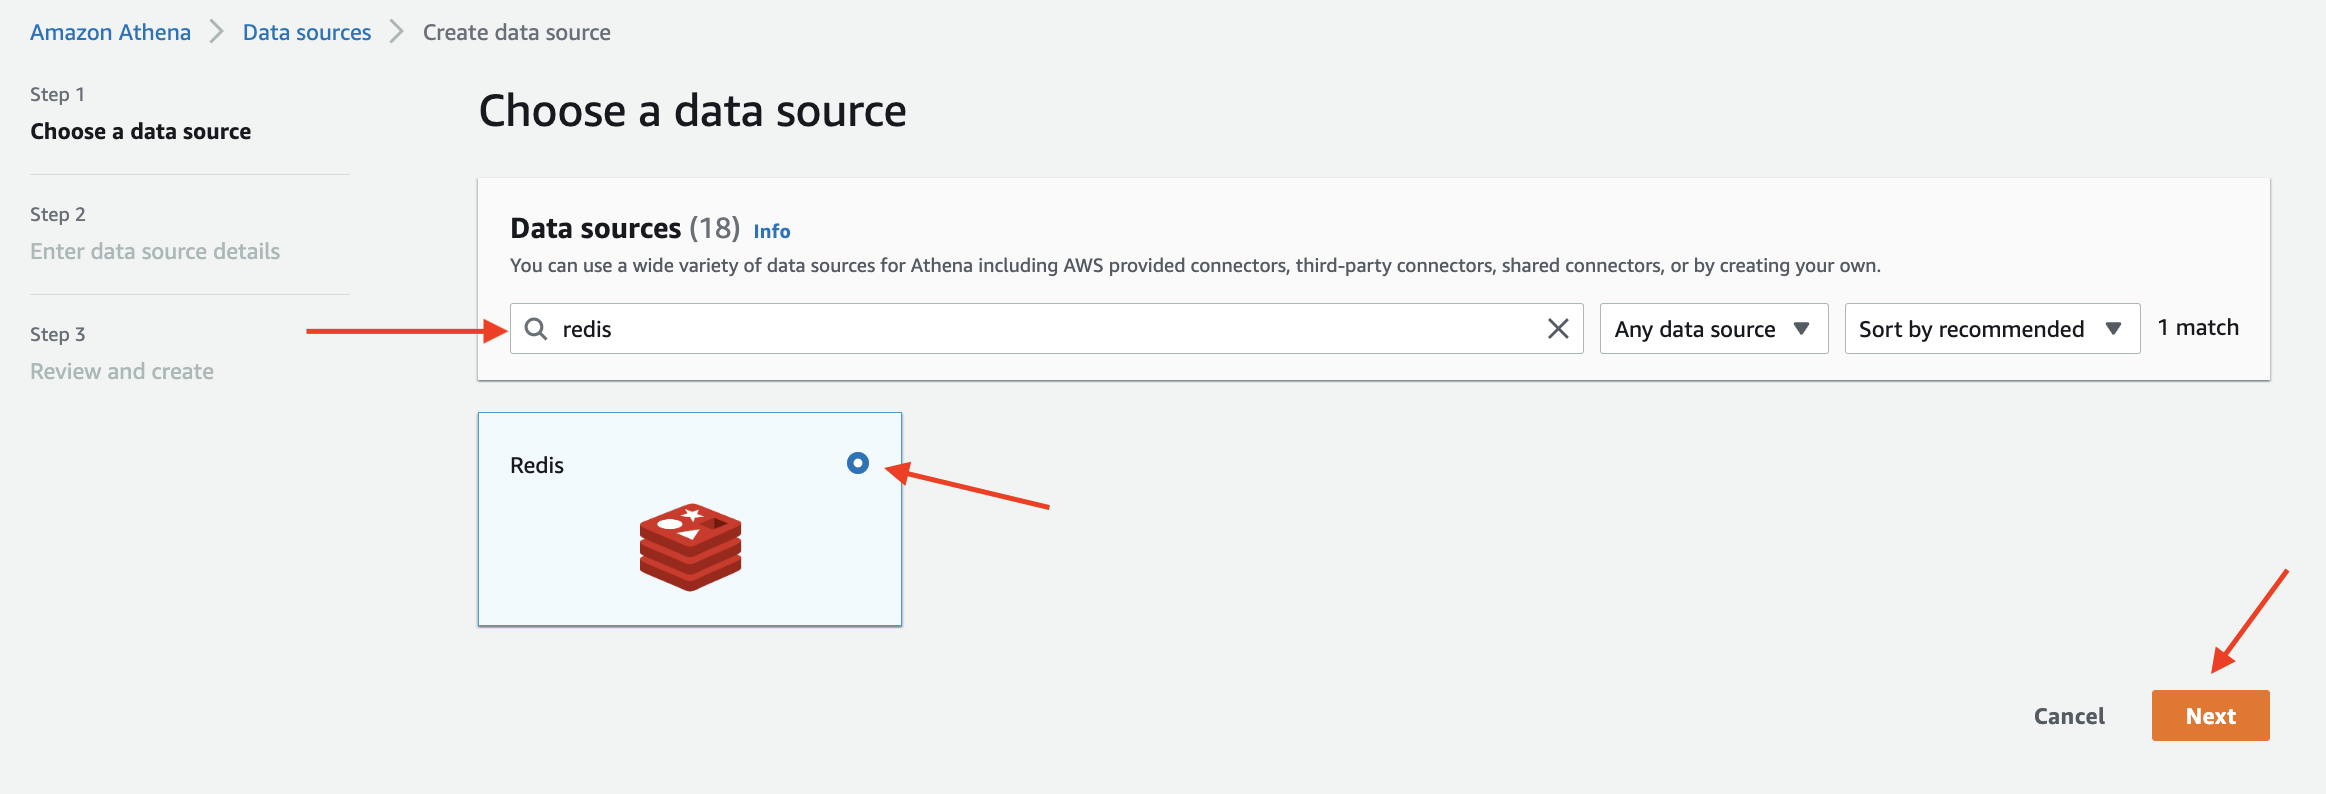 Amazon Athena
Data sources
Create data source
Step 1
Choose a data source
Step 2
Enter data source details
Step 3
Review and create
Choose a data source
Data sources (18) Info
You can use a wide variety of data sources for Athena including AWS provided connectors, third-party connectors, shared connectors, or by creating your own.
redis
Any data source
Sort by recommended
1 match
Redis
Cancel
Next